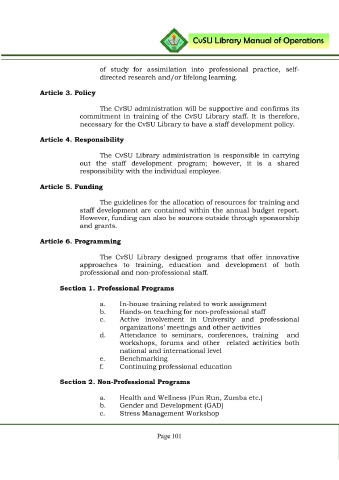 CvSU Library Manual of Operations
of study for assimilation into professional practice, self-
directed research and/or lifelong learning.
Article 3. Policy
The CvSU administration will be supportive and confirms its
commitment in training of the CvSU Library staff. It is therefore,
necessary for the CvSU Library to have a staff development policy.
Article 4. Responsibility
The CvSU Library administration is responsible in carrying
out the staff development program; however, it is a shared
responsibility with the individual employee.
Article 5. Funding
The guidelines for the allocation of resources for training and
staff development are contained within the annual budget report.
However, funding can also be sources outside through sponsorship
and grants.
Article 6. Programming
The CvSU Library designed programs that offer innovative
approaches to training, education and development of both
professional and non-professional staff.
Section 1. Professional Programs
a. In-house training related to work assignment
b. Hands-on teaching for non-professional staff
c. Active involvement in University and professional
organizations' meetings and other activities
d. Attendance to seminars, conferences, training and
workshops, forums and other related activities both
national and international level
e. Benchmarking
f. Continuing professional education
Section 2. Non-Professional Programs
a. Health and Wellness (Fun Run, Zumba etc.)
b. Gender and Development (GAD)
c. Stress Management Workshop
Page 101